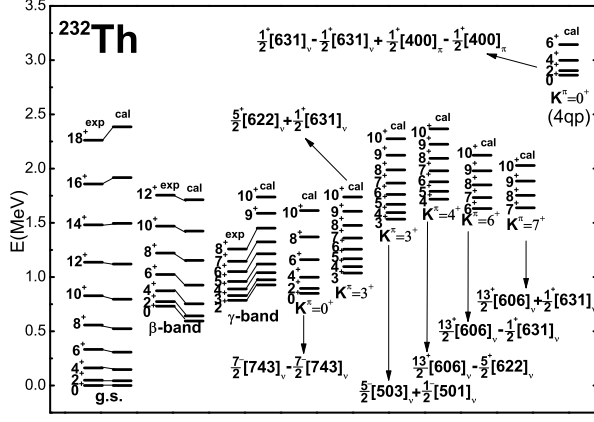 3.5
3.0
2.5
2.0
1.5
1.0
0.5
0.0
E(MeV)
²³²Th
1/2⁺[631]ᵥ-1/2⁺[631]ᵥ+1/2⁺[400]π-1/2⁺[400]π
cal
6⁺
4⁺
2⁺
0⁺
K^π=0⁺
(4qp)
5/2⁺[622]ᵥ+1/2⁺[631]ᵥ
exp cal
18⁺
16⁺
14⁺
12⁺
10⁺
8⁺
6⁺
4⁺
2⁺
0⁺
g.s.
exp cal
12⁺
10⁺
8⁺
6⁺
4⁺
2⁺
0⁺
β-band
cal
10⁺
9⁺
exp
8⁺
7⁺
6⁺
5⁺
4⁺
3⁺
2⁺
γ-band
cal
10⁺
8⁺
6⁺
4⁺
2⁺
0⁺
K^π=0⁺
cal
10⁺
9⁺
8⁺
7⁺
6⁺
5⁺
4⁺
3⁺
K^π=3⁺
cal
10⁺
9⁺
8⁺
7⁺
6⁺
5⁺
4⁺
3⁺
K^π=3⁺
cal
10⁺
9⁺
8⁺
7⁺
6⁺
5⁺
4⁺
K^π=4⁺
cal
10⁺
9⁺
8⁺
7⁺
6⁺
K^π=6⁺
cal
10⁺
9⁺
8⁺
7⁺
K^π=7⁺
13/2⁺[606]ᵥ+1/2⁺[631]ᵥ
13/2⁺[606]ᵥ-1/2⁺[631]ᵥ
7/2⁻[743]ᵥ-7/2⁻[743]ᵥ
13/2⁺[606]ᵥ-5/2⁺[622]ᵥ
5/2⁻[503]ᵥ+1/2⁻[501]ᵥ